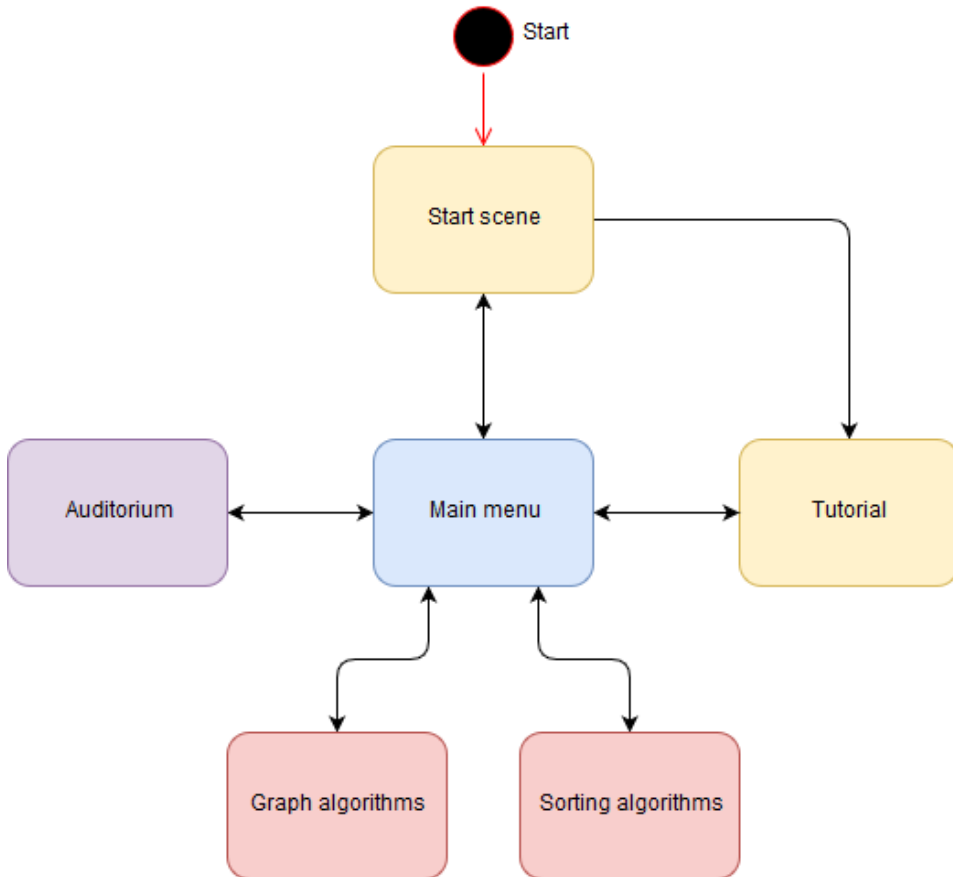 Start
Start scene
Auditorium
Main menu
Tutorial
Graph algorithms
Sorting algorithms